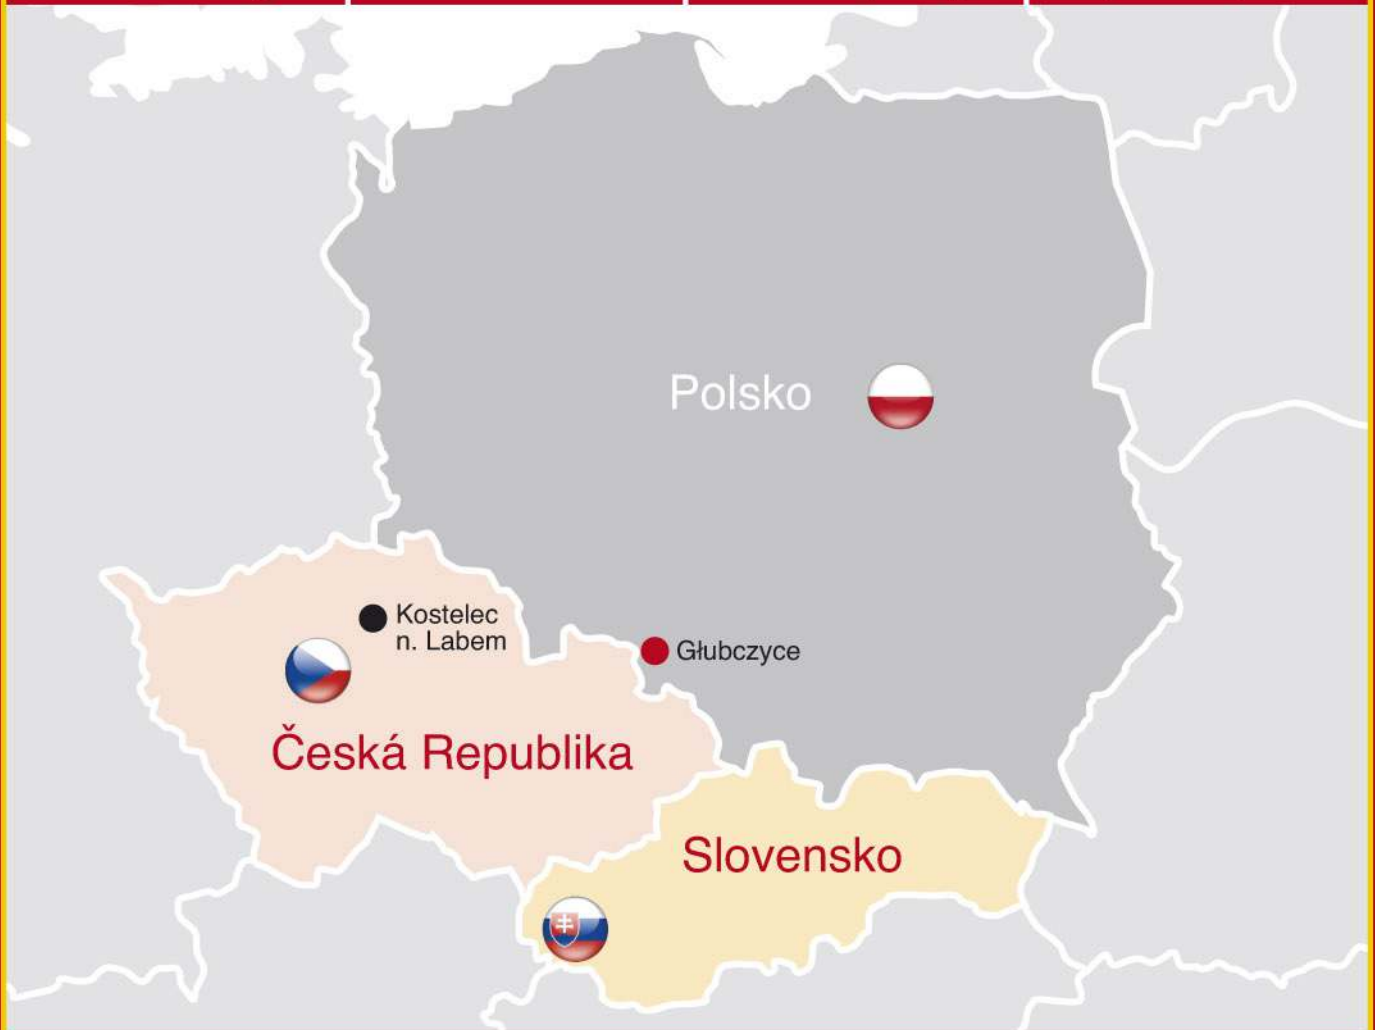 Polsko
Kostelec
n. Labem
Głubczyce
Česká Republika
Slovensko